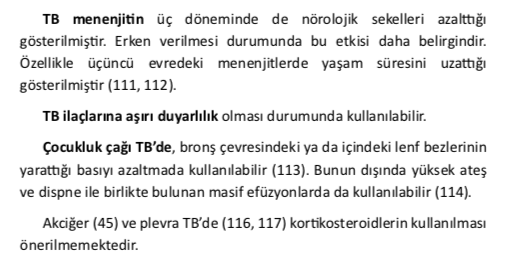 TB menenjitin üç döneminde de nörolojik sekelleri azalttığı
gösterilmiştir. Erken verilmesi durumunda bu etkisi daha belirgindir.
Özellikle üçüncü evredeki menenjitlerde yaşam süresini uzattığı
gösterilmiştir (111, 112).
TB ilaçlarına aşırı duyarlılık olması durumunda kullanılabilir.
Çocukluk çağı TB’de, bronş çevresindeki ya da içindeki lenf bezlerinin
yarattığı basıyı azaltmada kullanılabilir (113). Bunun dışında yüksek ateş
ve dispne ile birlikte bulunan masif efüzyonlarda da kullanılabilir (114).
Akciğer (45) ve plevra TB’de (116, 117) kortikosteroidlerin kullanılması
önerilmemektedir.